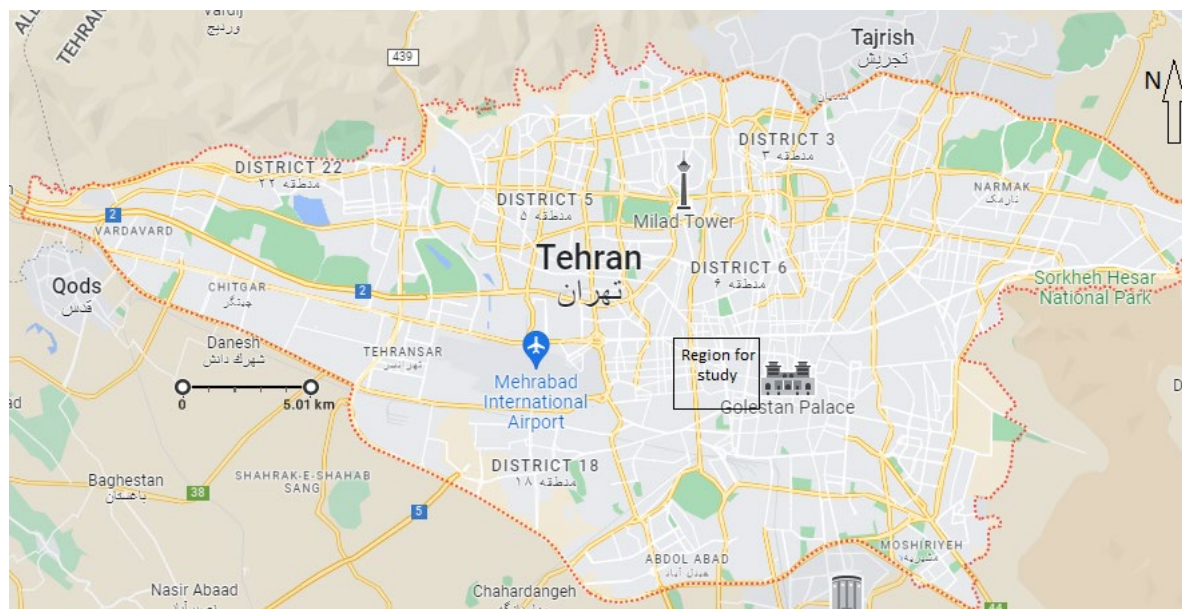 TEHRAN
439
Tajrish
تجریش
N
DISTRICT 3
منطقه ۳
DISTRICT 22
منطقه ۲۲
NARMAK
نارمک
DISTRICT 5
منطقه ۵
Milad Tower
2
VARDAVARD
Tehran
تهران
DISTRICT 6
منطقه ۶
Sorkheh Hesar
National Park
Qods
قدس
CHITGAR
چیتگر
2
Danesh
شهرک دانش
TEHRANSAR
تهرانسر
Region for
study
0
5.01 km
Mehrabad
International
Airport
Golestan Palace
DISTRICT 18
منطقه ۱۸
Baghestan
باغستان
38
SHAHRAK-E-SHAHAB
SANG
5
MOSHIRIYEH
مشیریه
ABDOL ABAD
عبدل آباد
Nasir Abaad
Chahardangeh
44